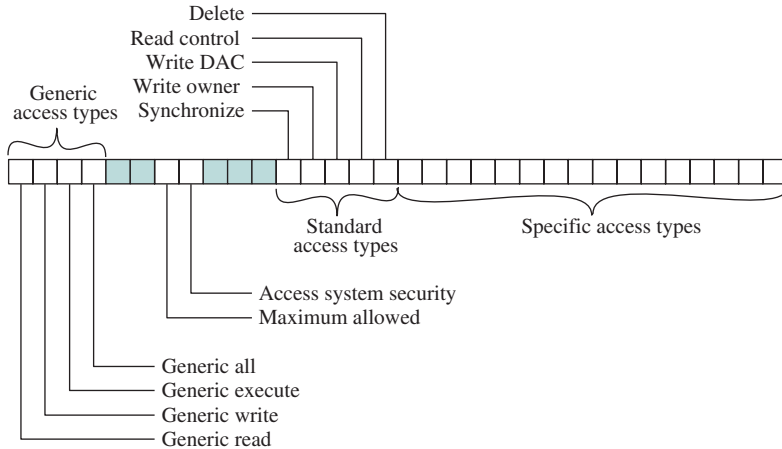 Delete
Read control
Write DAC
Write owner
Synchronize
Generic
access types
Standard
access types
Specific access types
Access system security
Maximum allowed
Generic all
Generic execute
Generic write
Generic read